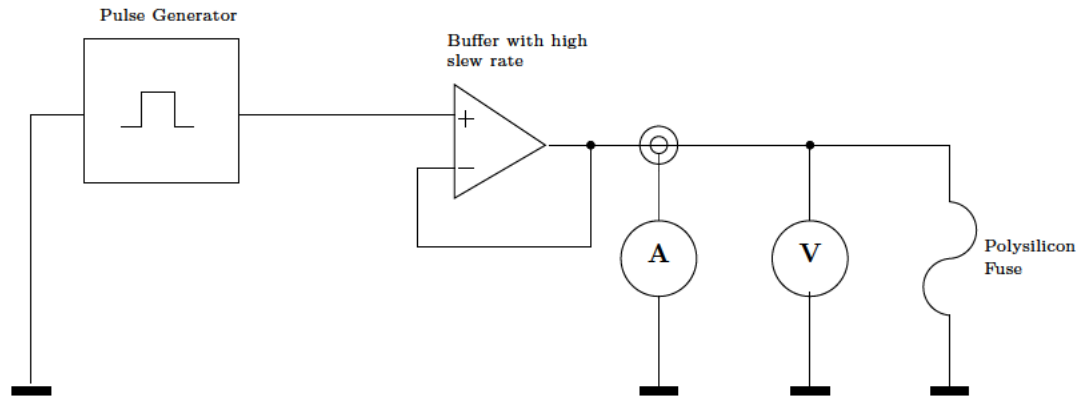 Pulse Generator
Buffer with high
slew rate
+
−
A
V
Polysilicon
Fuse